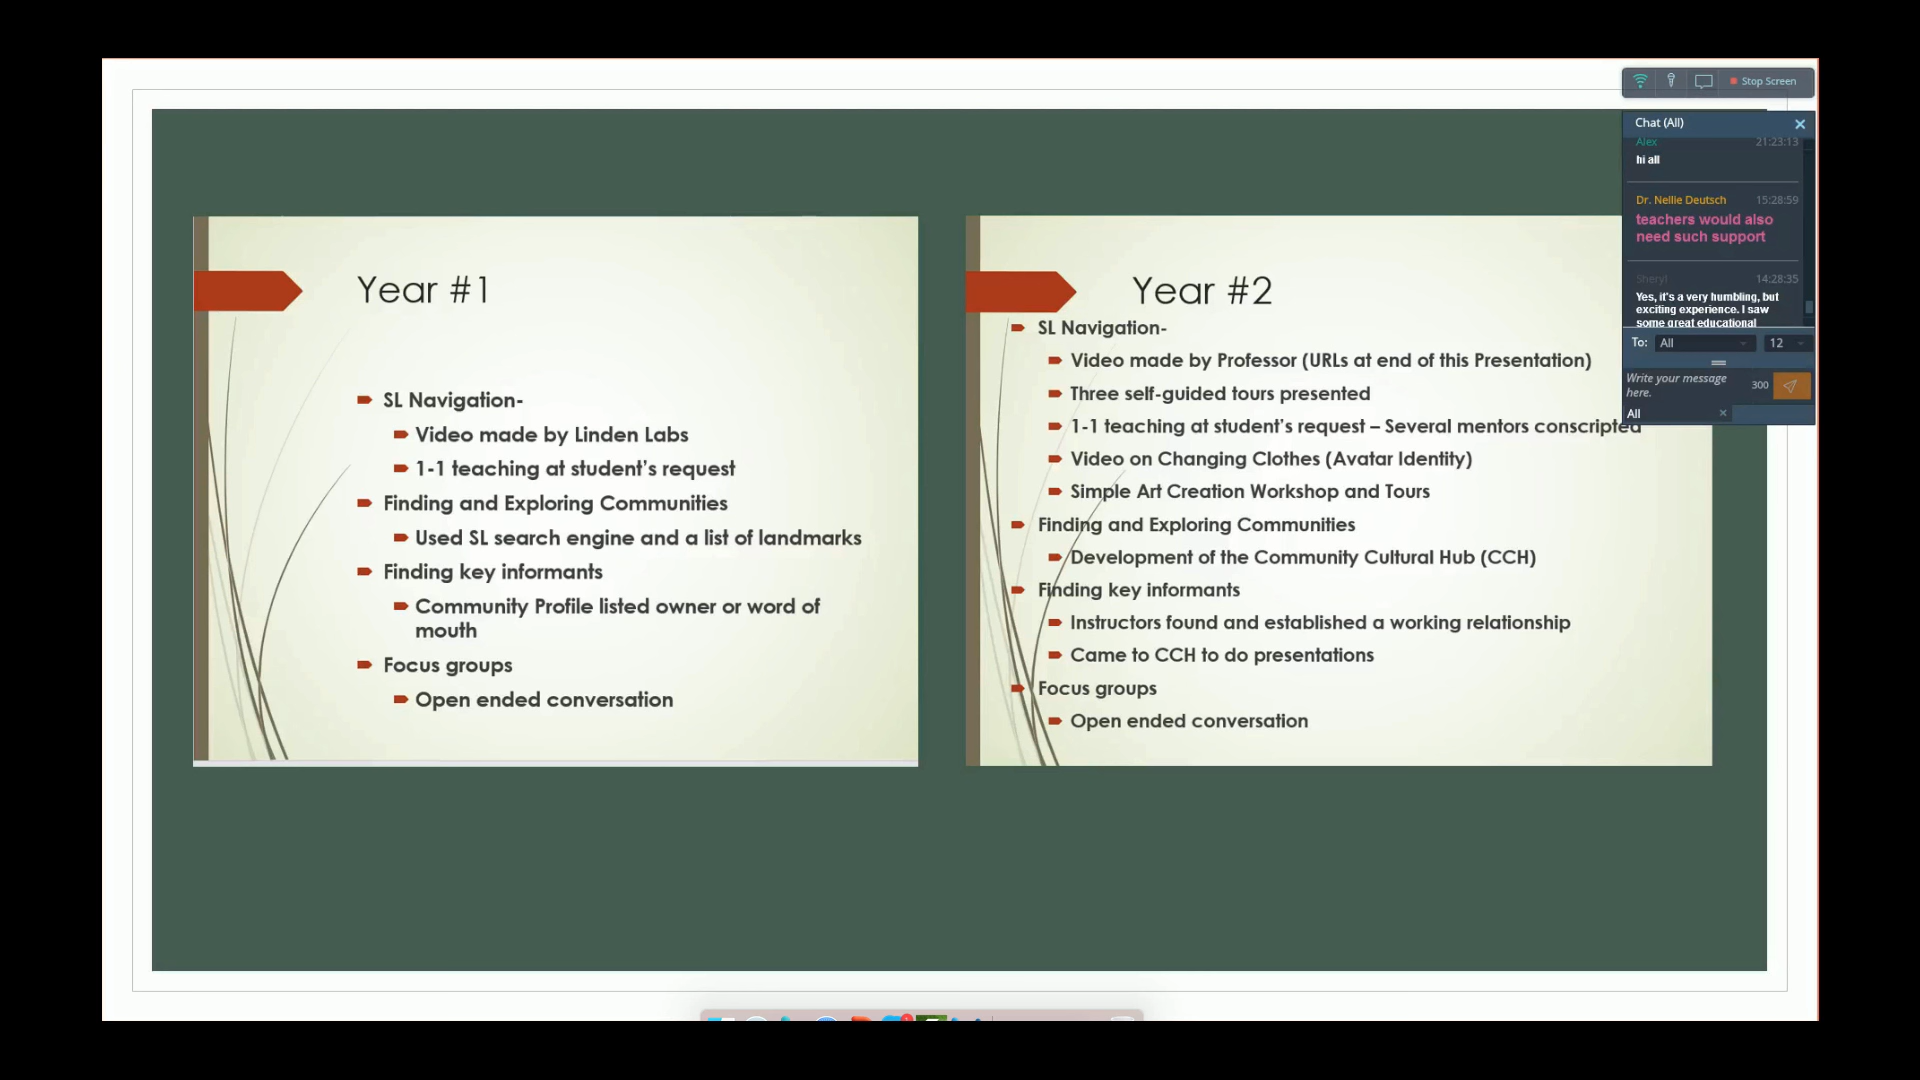 Year #1
SL Navigation-
Video made by Linden Labs
1-1 teaching at student's request
Finding and Exploring Communities
Used SL search engine and a list of landmarks
Finding key informants
Community Profile listed owner or word of
mouth
Focus groups
Open ended conversation
Year #2
SL Navigation-
Video made by Professor (URLs at end of this Presentation)
Three self-guided tours presented
1-1 teaching at student's request – Several mentors conscripted
Video on Changing Clothes (Avatar Identity)
Simple Art Creation Workshop and Tours
Finding and Exploring Communities
Development of the Community Cultural Hub (CCH)
Finding key informants
Instructors found and established a working relationship
Came to CCH to do presentations
Focus groups
Open ended conversation
Stop Screen
Chat (All)
Alex 21:23:13
hi all
Dr. Nellie Deutsch 15:28:59
teachers would also
need such support
Sheryl 14:28:35
Yes, it's a very humbling, but
exciting experience. I saw
some great educational
To: All 12
Write your message
here. 300
All